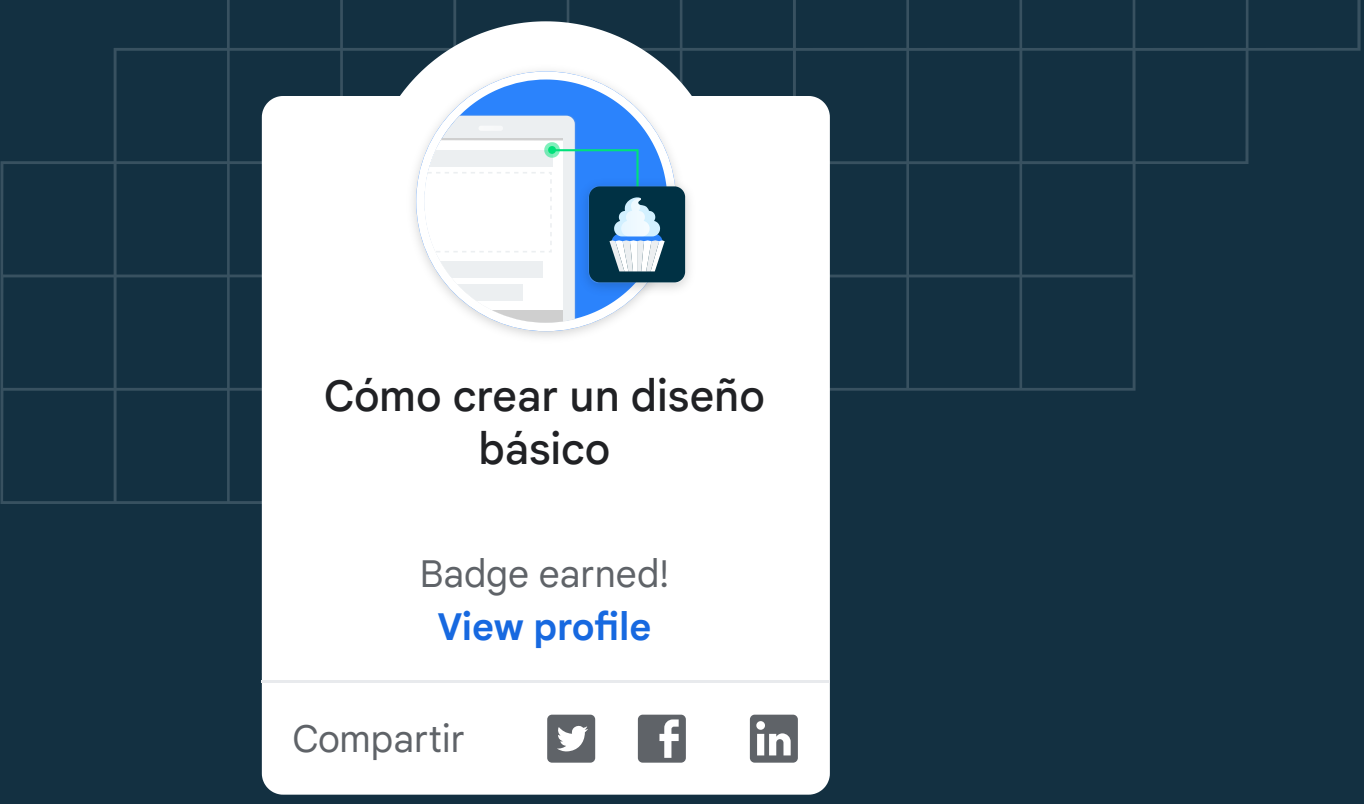 Cómo crear un diseño
básico
Badge earned!
View profile
Compartir